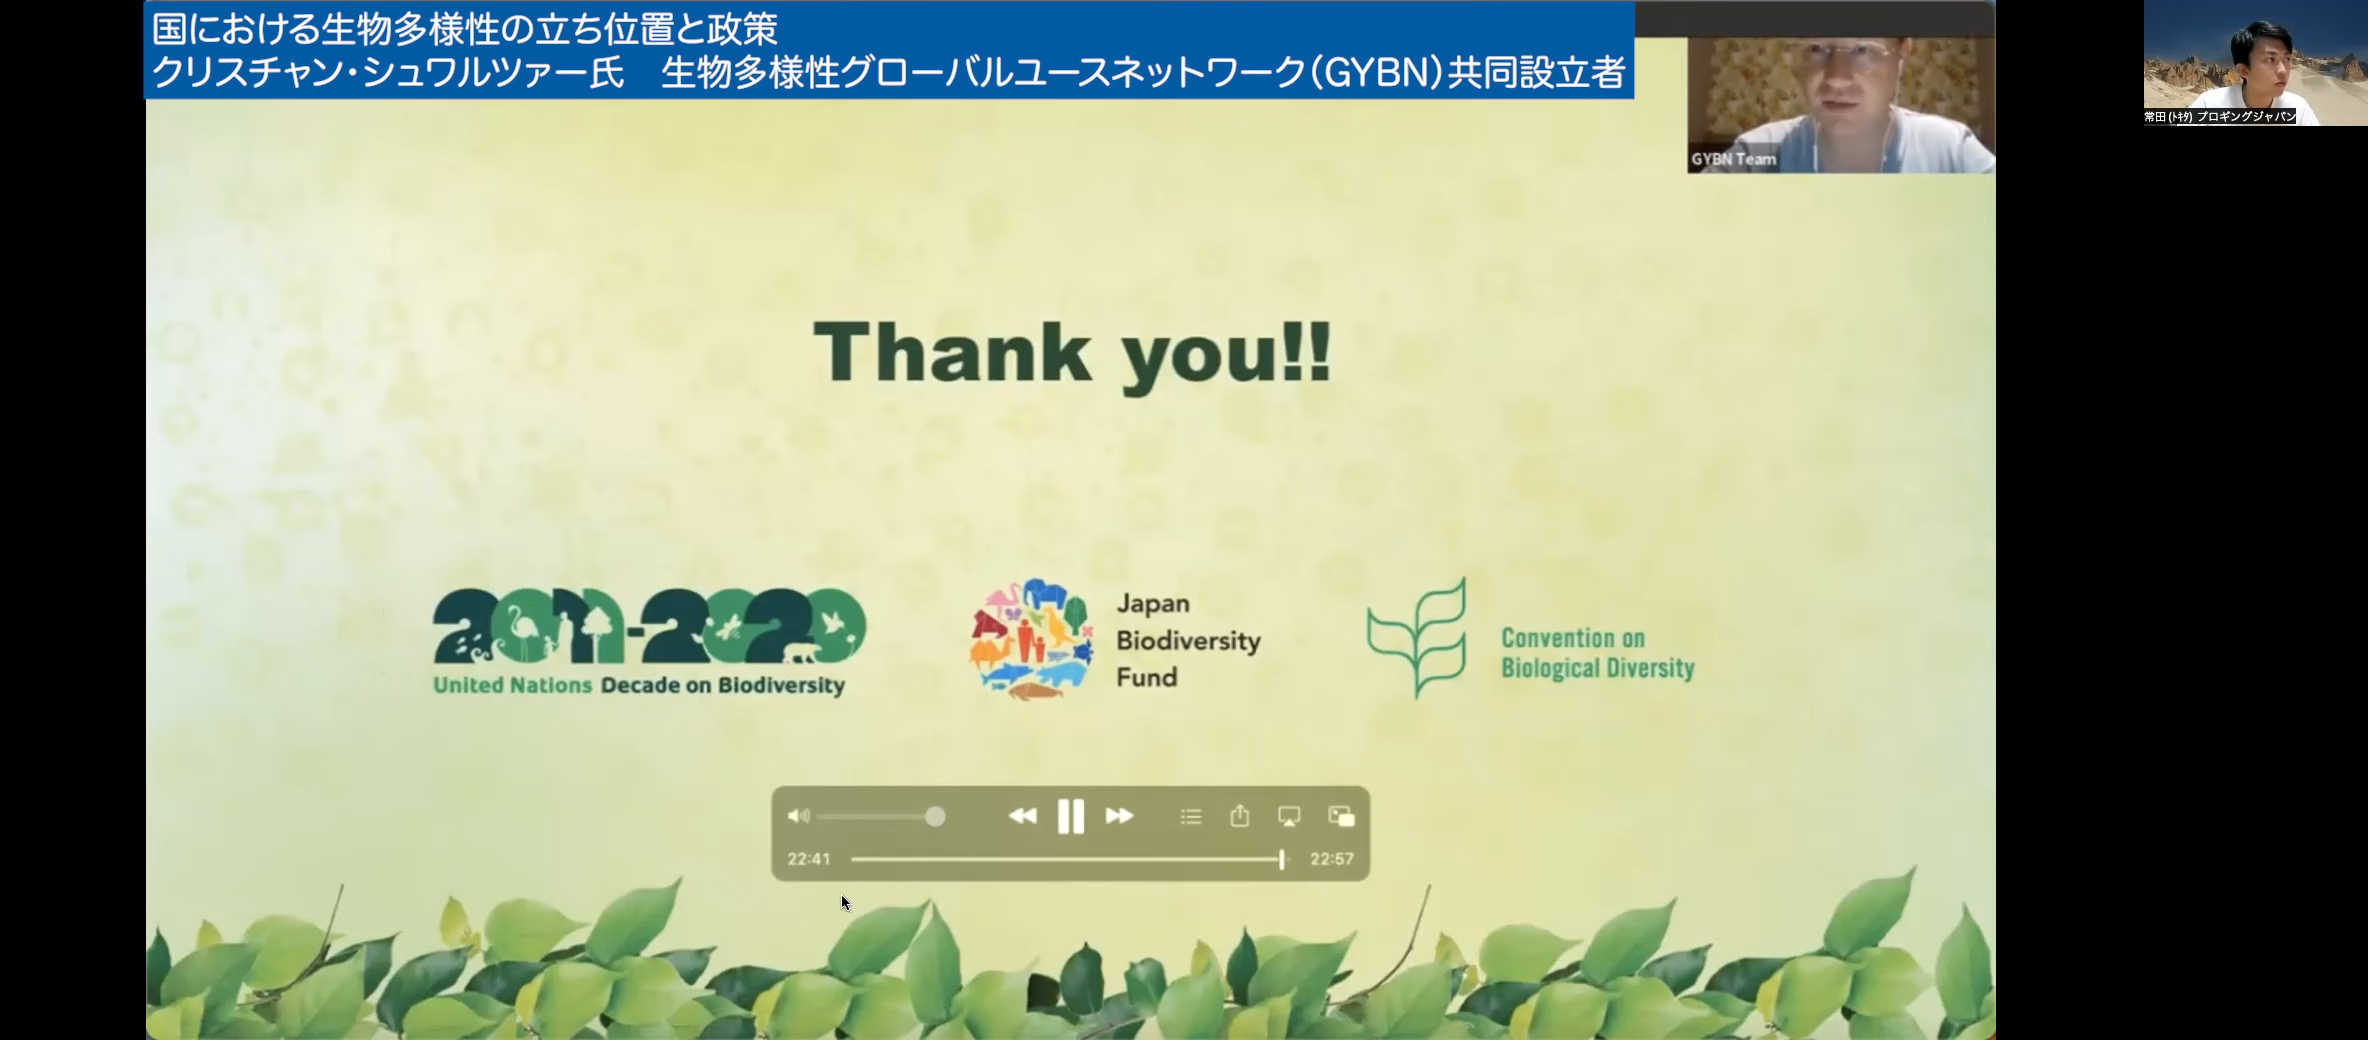 国における生物多様性の立ち位置と政策
クリスチャン・シュワルツァー氏　生物多様性グローバルユースネットワーク(GYBN)共同設立者
GYBN Team
常田 (ﾄｷﾀ) プロギングジャパン
Thank you!!
2011-2020
United Nations Decade on Biodiversity
Japan
Biodiversity
Fund
Convention on
Biological Diversity
22:41
22:57